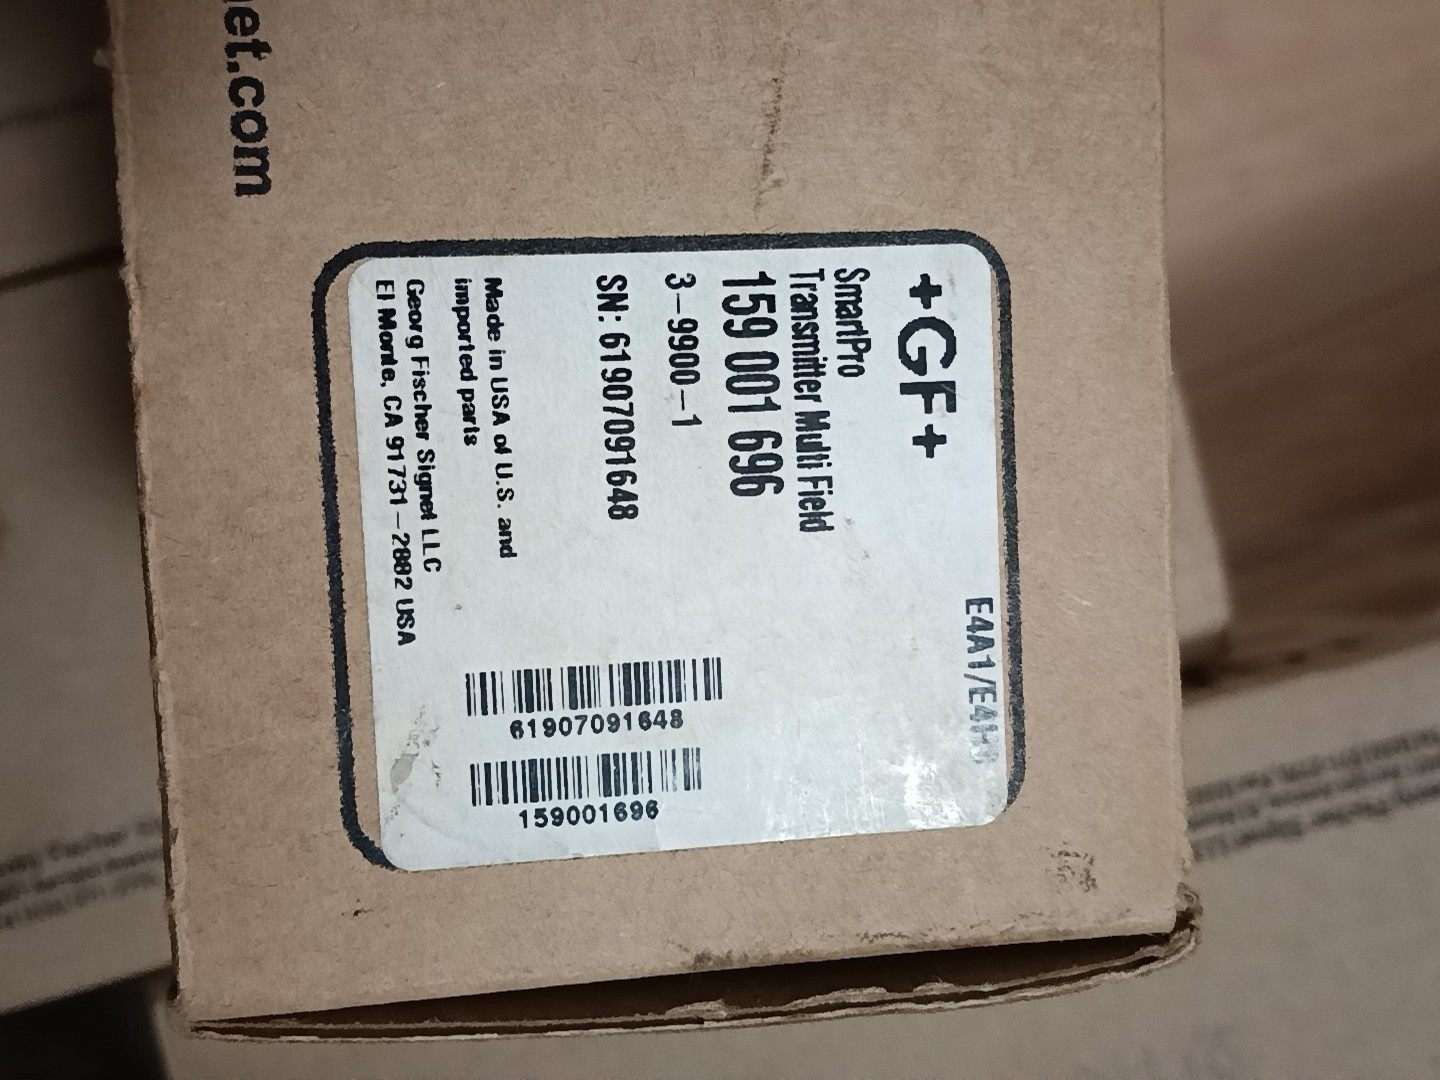 et.com
E4A1/E4
+GF+
SmartPro
Transmitter Multi Field
159 001 696
3-9900-1
SN: 61907091648
Made in USA of U.S. and
imported parts
Georg Fischer Signet LLC
El Monte, CA 91731-2882 USA
61907091648
159001696